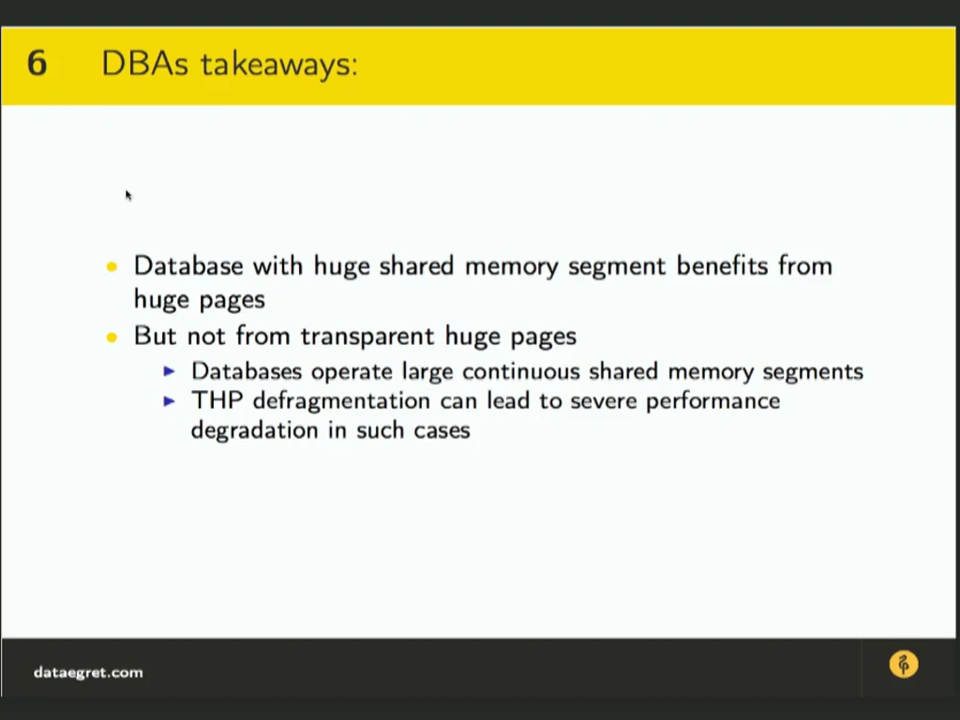 6 DBAs takeaways:
Database with huge shared memory segment benefits from
huge pages
But not from transparent huge pages
Databases operate large continuous shared memory segments
THP defragmentation can lead to severe performance
degradation in such cases
dataegret.com